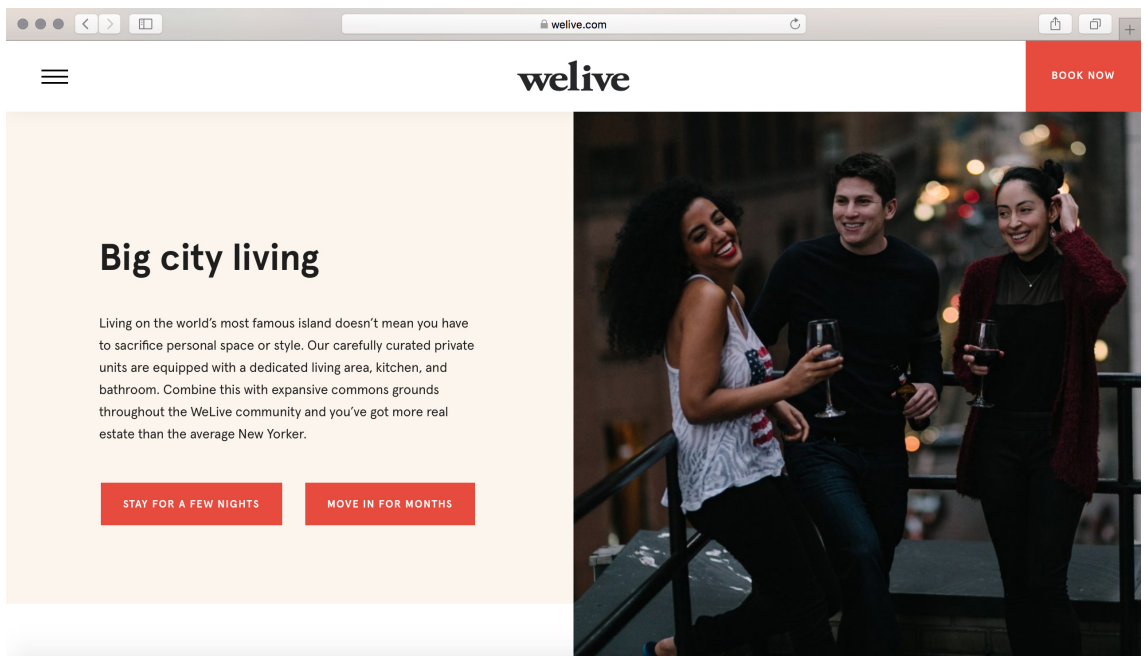 welive.com
welive
BOOK NOW
Big city living
Living on the world’s most famous island doesn’t mean you have
to sacrifice personal space or style. Our carefully curated private
units are equipped with a dedicated living area, kitchen, and
bathroom. Combine this with expansive commons grounds
throughout the WeLive community and you’ve got more real
estate than the average New Yorker.
STAY FOR A FEW NIGHTS
MOVE IN FOR MONTHS